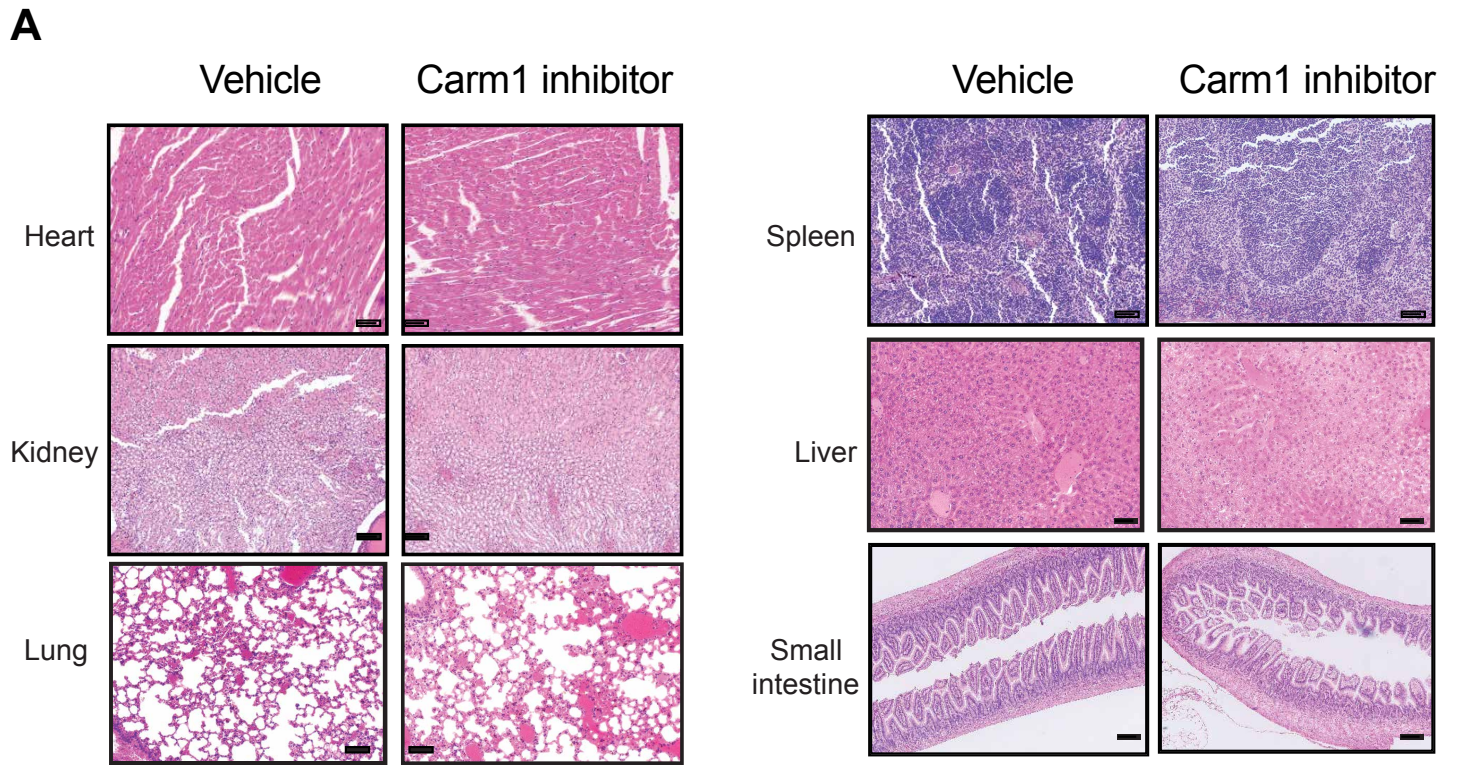 A
Vehicle
Carm1 inhibitor
Heart
Kidney
Lung
Vehicle
Carm1 inhibitor
Spleen
Liver
Small
intestine